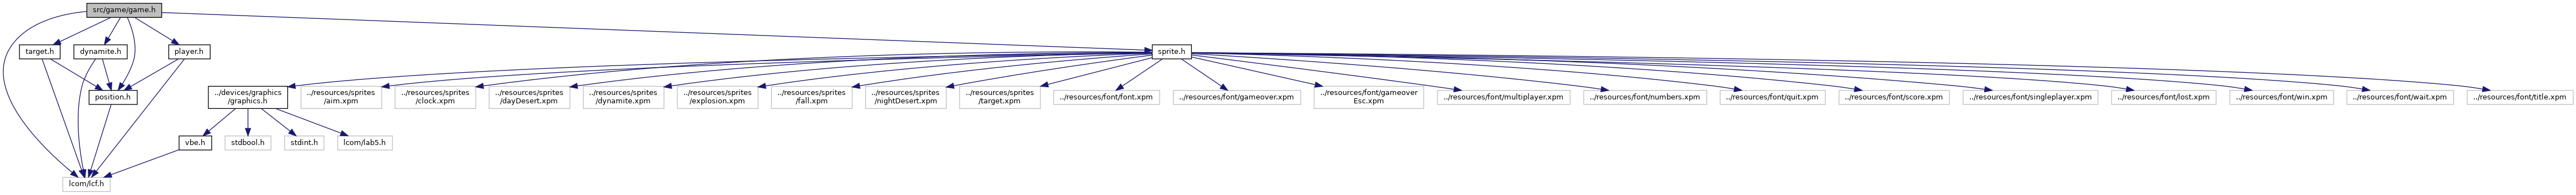 src/game/game.h
target.h
dynamite.h
player.h
sprite.h
position.h
../devices/graphics
/graphics.h
../resources/sprites
/aim.xpm
../resources/sprites
/clock.xpm
../resources/sprites
/dayDesert.xpm
../resources/sprites
/dynamite.xpm
../resources/sprites
/explosion.xpm
../resources/sprites
/fall.xpm
../resources/sprites
/nightDesert.xpm
../resources/sprites
/target.xpm
../resources/font/font.xpm
../resources/font/gameover.xpm
../resources/font/gameover
Esc.xpm
../resources/font/multiplayer.xpm
../resources/font/numbers.xpm
../resources/font/quit.xpm
../resources/font/score.xpm
../resources/font/singleplayer.xpm
../resources/font/lost.xpm
../resources/font/win.xpm
../resources/font/wait.xpm
../resources/font/title.xpm
vbe.h
stdbool.h
stdint.h
lcom/lab5.h
lcom/lcf.h